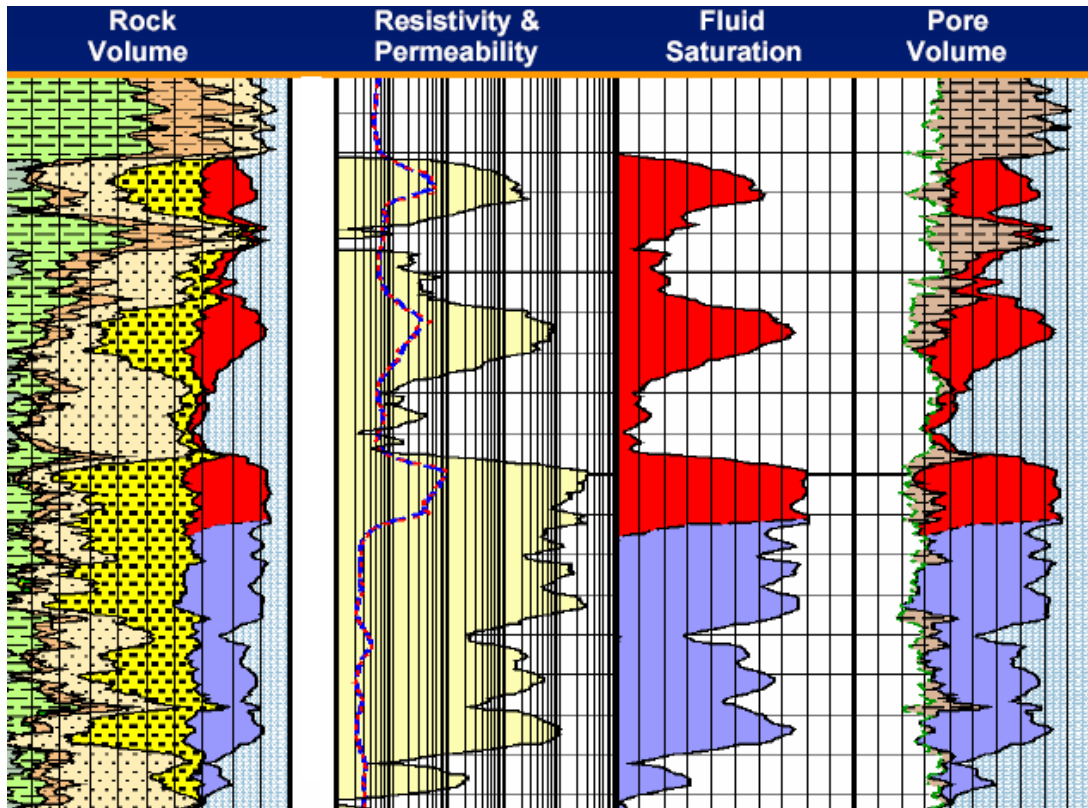 Rock
Volume
Resistivity &
Permeability
Fluid
Saturation
Pore
Volume